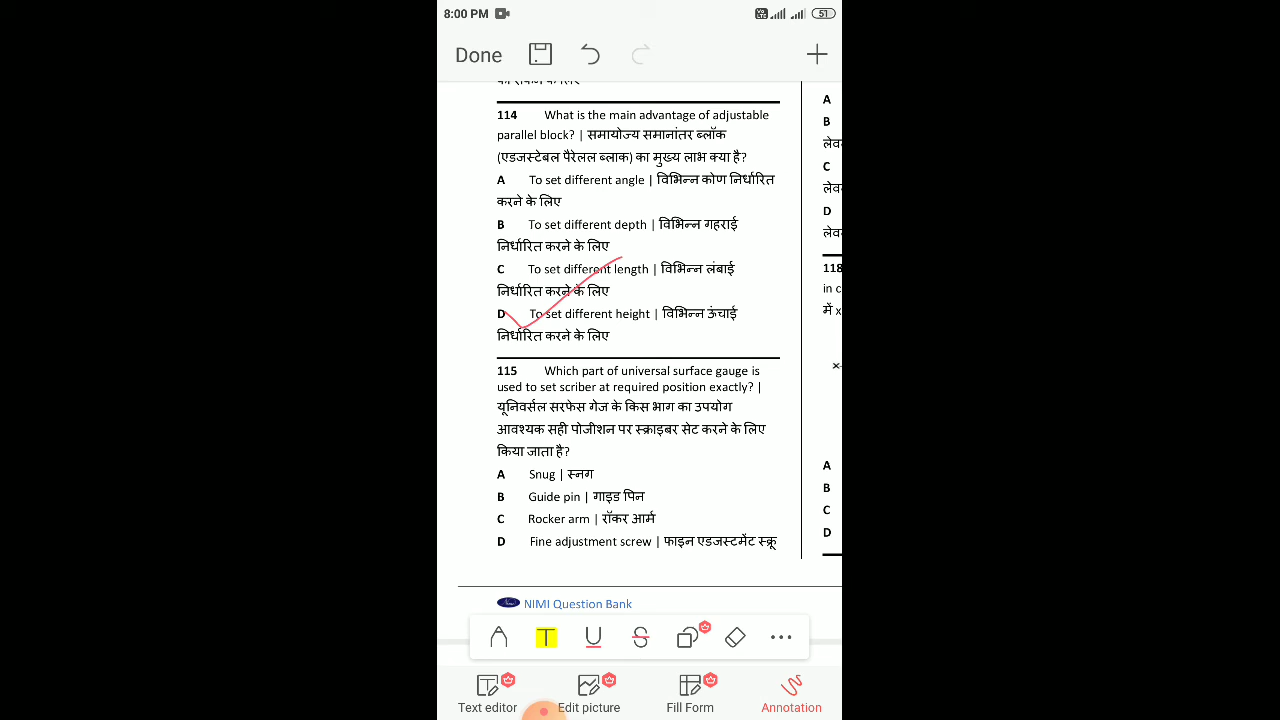 8:00 PM
51
Done
114 What is the main advantage of adjustable
parallel block? | समायोज्य समानांतर ब्लॉक
(एडजस्टेबल पैरेलल ब्लाक) का मुख्य लाभ क्या है?
A To set different angle | विभिन्न कोण निर्धारित
करने के लिए
B To set different depth | विभिन्न गहराई
निर्धारित करने के लिए
C To set different length | विभिन्न लंबाई
निर्धारित करने के लिए
D To set different height | विभिन्न ऊंचाई
निर्धारित करने के लिए
115 Which part of universal surface gauge is
used to set scriber at required position exactly? |
यूनिवर्सल सरफेस गेज के किस भाग का उपयोग
आवश्यक सही पोजीशन पर स्क्राइबर सेट करने के लिए
किया जाता है?
A Snug | स्नग
B Guide pin | गाइड पिन
C Rocker arm | रॉकर आर्म
D Fine adjustment screw | फाइन एडजस्टमेंट स्क्रू
A
B
लेव
C
लेव
D
लेव
118
in c
में x
x
A
B
C
D
NIMI Question Bank
T
U
S
Text editor
Edit picture
Fill Form
Annotation